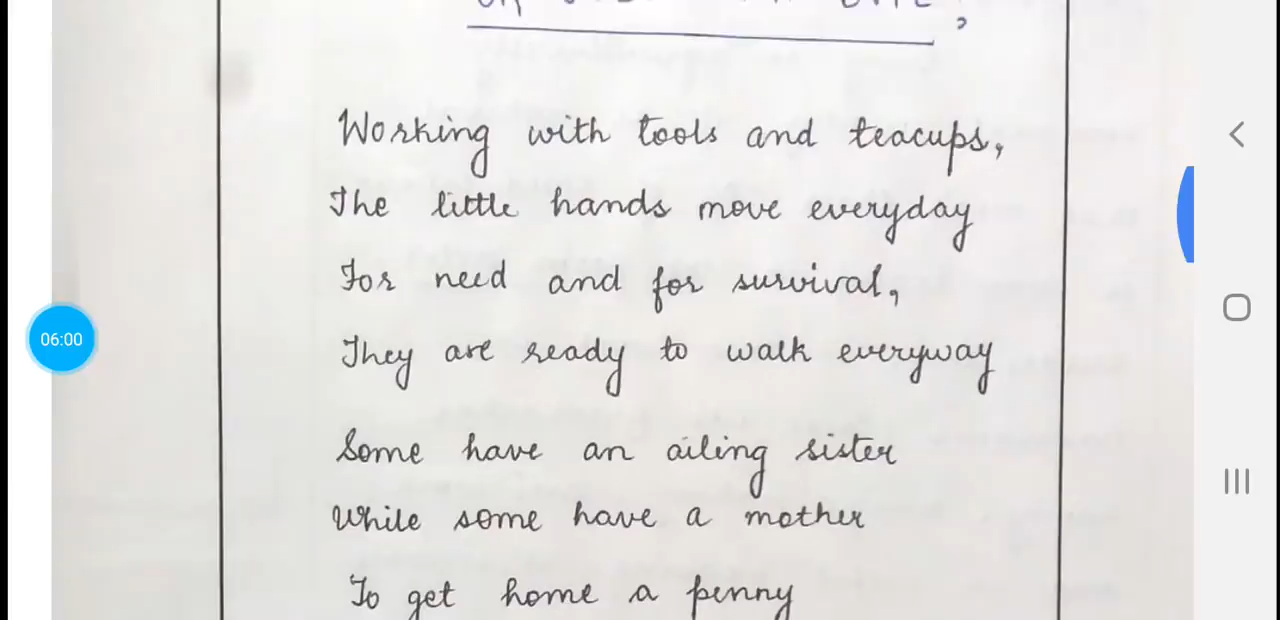 Working with tools and teacups,
The little hands move everyday
For need and for survival,
They are ready to walk everyway
Some have an ailing sister
While some have a mother
To get home a penny
06:00